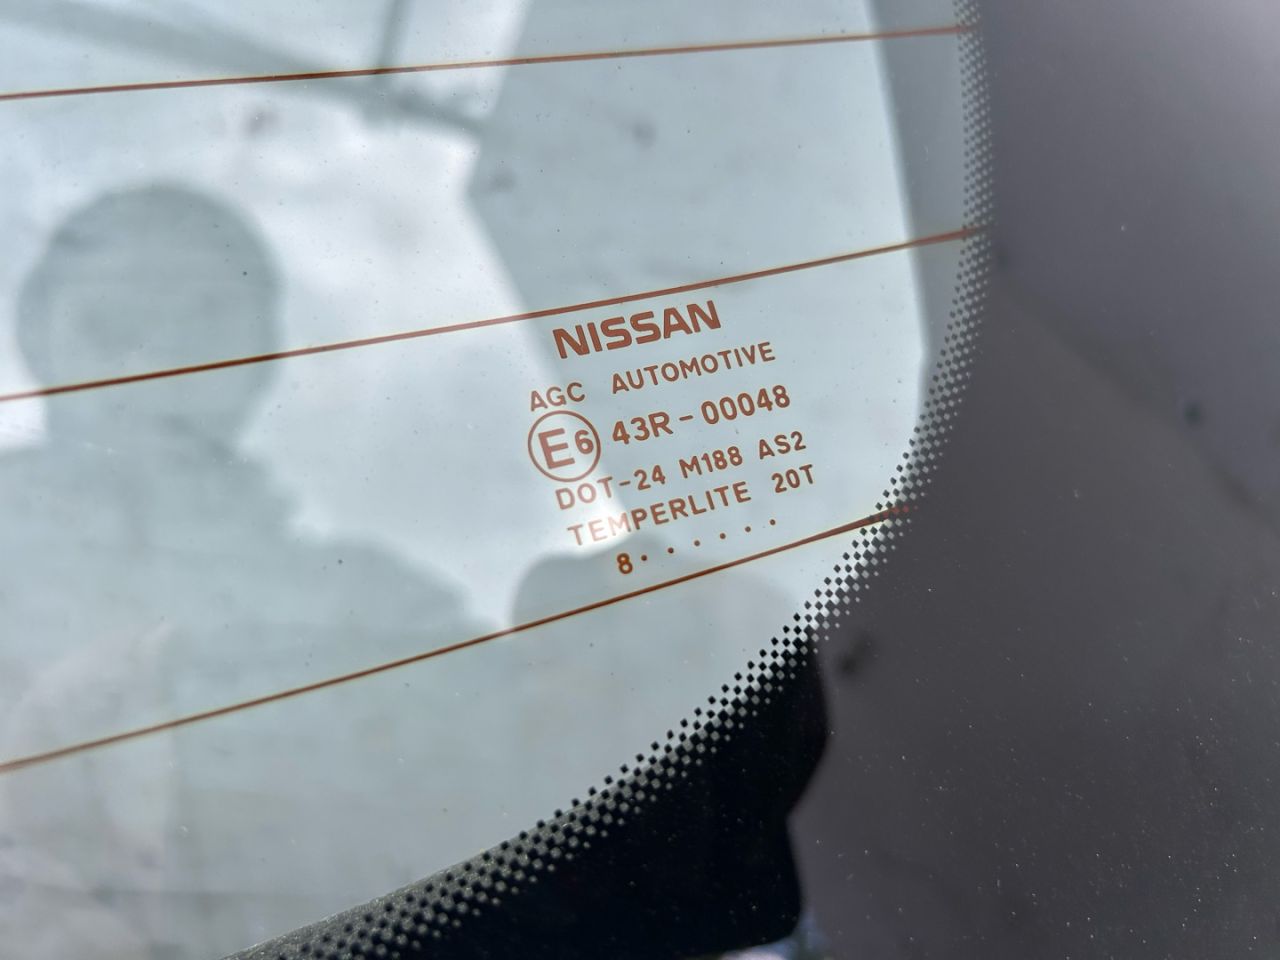 NISSAN
AGC AUTOMOTIVE
E6 43R-00048
DOT-24 M188 AS2
TEMPERLITE 20T
8······